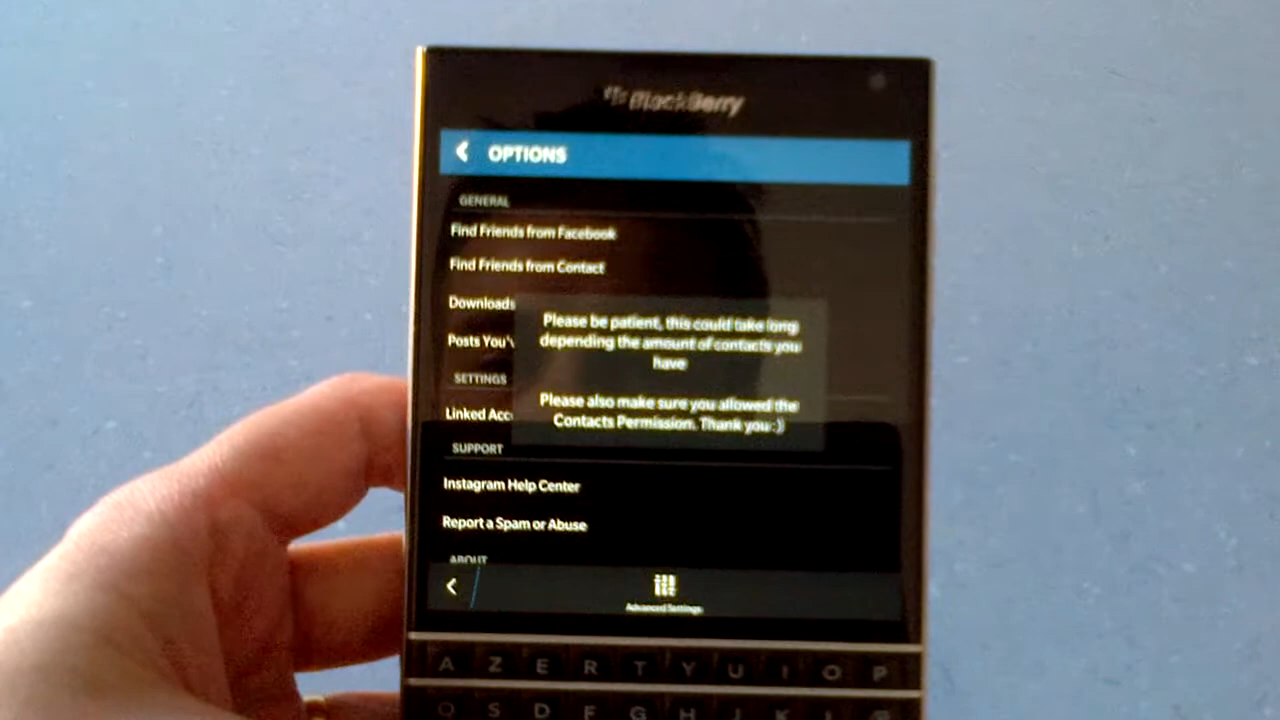 BlackBerry
OPTIONS
GENERAL
Find Friends from Facebook
Find Friends from Contact
Downloads
Posts You'v
Please be patient, this could take long
depending the amount of contacts you
have
Please also make sure you allowed the
Contacts Permission. Thank you :)
SETTINGS
Linked Acc
SUPPORT
Instagram Help Center
Report a Spam or Abuse
ABOUT
Advanced Settings
A Z E R T Y U I O P
Q S D F G H J K L